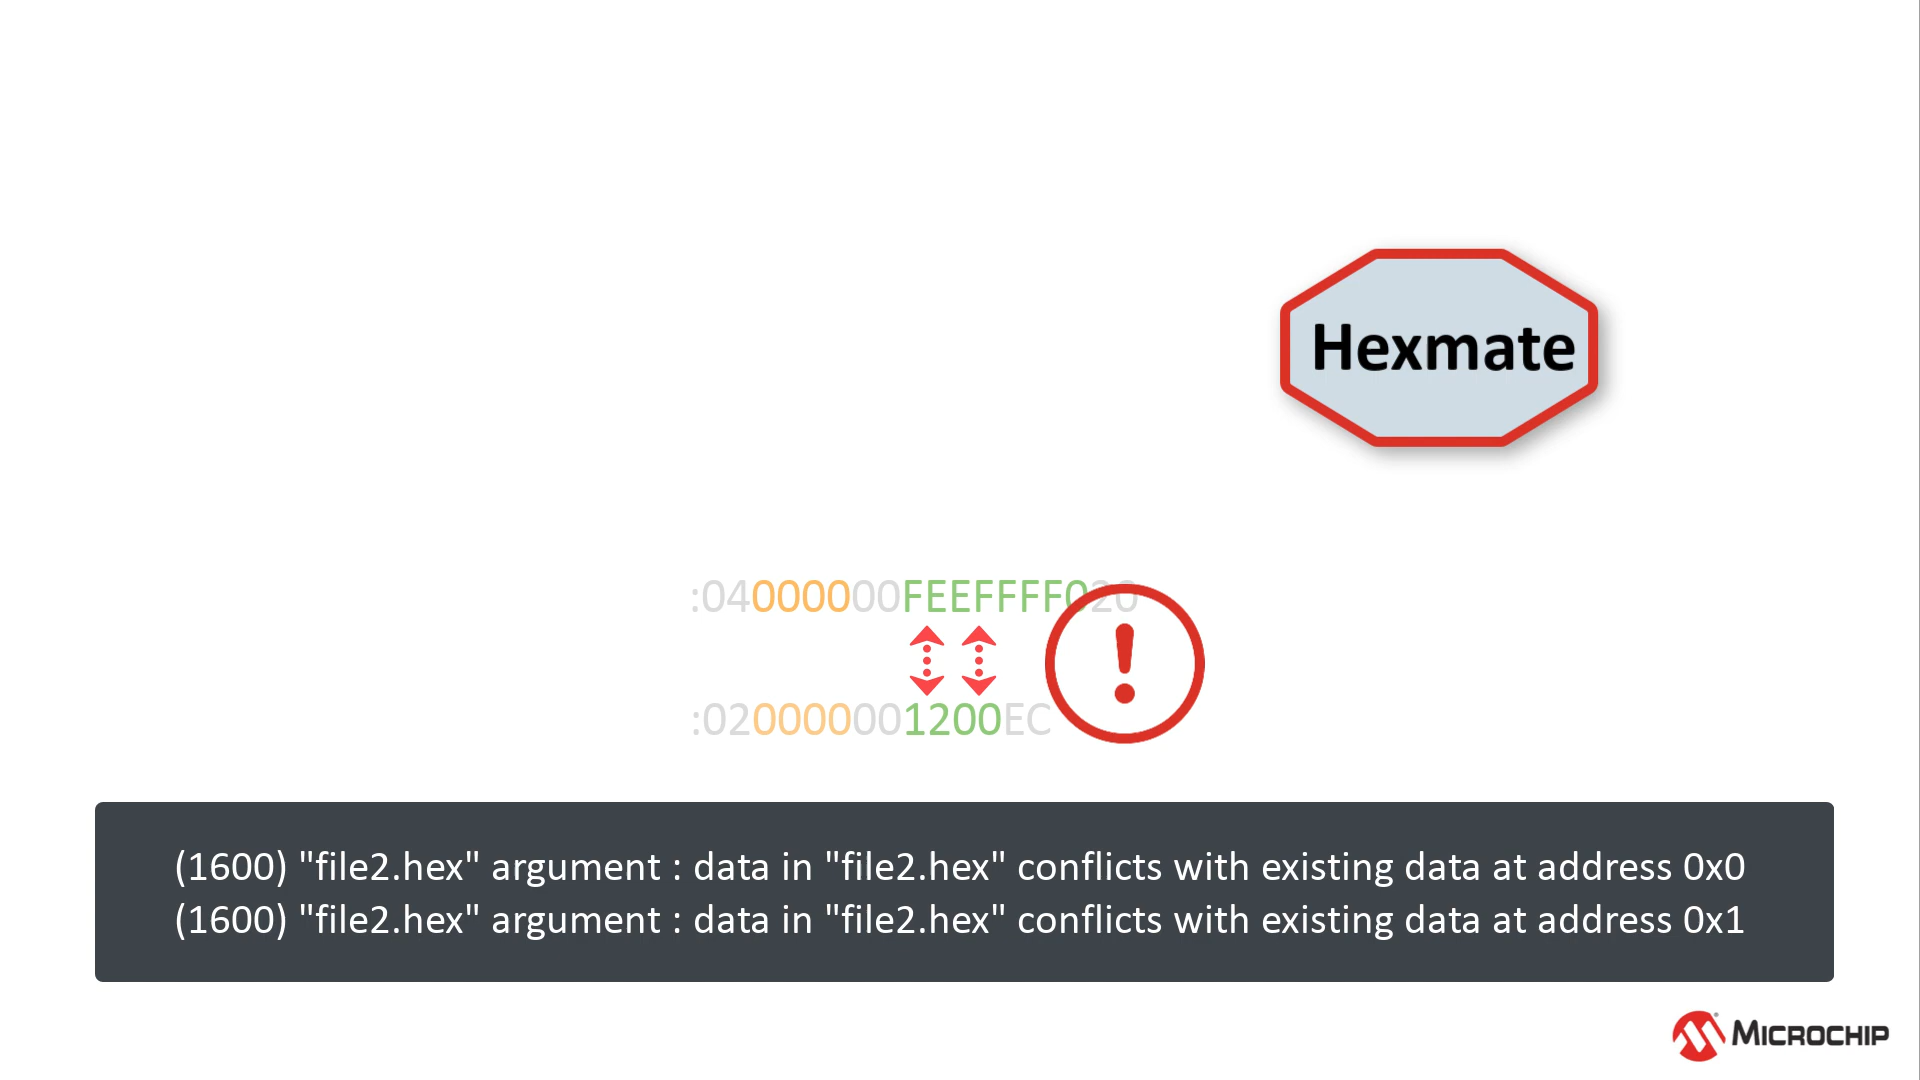 Hexmate
:04000000FEEFFFF020
:020000001200EC
(1600) "file2.hex" argument : data in "file2.hex" conflicts with existing data at address 0x0
(1600) "file2.hex" argument : data in "file2.hex" conflicts with existing data at address 0x1
MICROCHIP